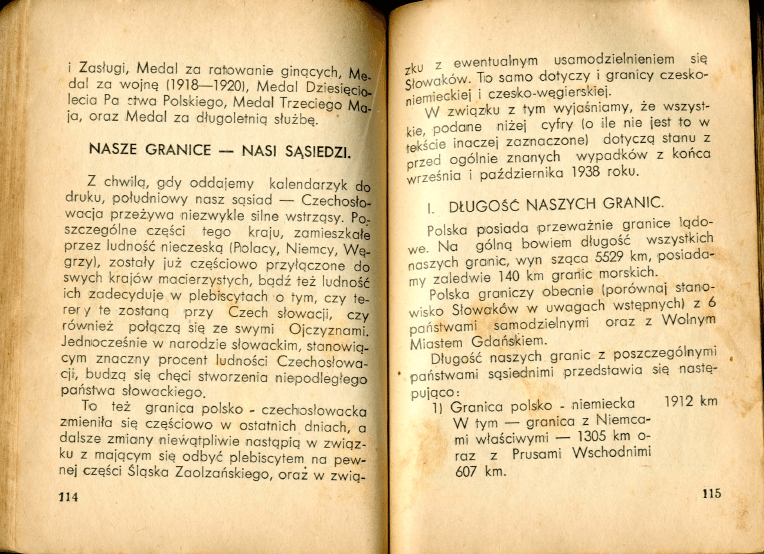 i Zasługi, Medal za ratowanie ginących, Me-
dal za wojnę (1918—1920), Medal Dziesięcio-
lecia Pa stwa Polskiego, Medal Trzeciego Ma-
ja, oraz Medal za długoletnią służbę.
NASZE GRANICE — NASI SĄSIEDZI.
Z chwilą, gdy oddajemy kalendarzyk do
druku, południowy nasz sąsiad — Czechosło-
wacja przeżywa niezwykle silne wstrząsy. Po-
szczególne części tego kraju, zamieszkałe
przez ludność nieczeską (Polacy, Niemcy, Wę-
grzy), zostały już częściowo przyłączone do
swych krajów macierzystych, bądź też ludność
ich zadecyduje w plebiscytach o tym, czy te-
rery te zostaną przy Czech słowacji, czy
również połączą się ze swymi Ojczyznami.
Jednocześnie w narodzie słowackim, stanowią-
cym znaczny procent ludności Czechosłowa-
cji, budzą się chęci stworzenia niepodległego
państwa słowackiego.
To też granica polsko - czechosłowacka
zmieniła się częściowo w ostatnich dniach, a
dalsze zmiany niewątpliwie nastąpią w związ-
ku z mającym się odbyć plebiscytem na pew-
nej części Śląska Zaolzańskiego, oraz w zwią-
114
zku z ewentualnym usamodzielnieniem się
Słowaków. To samo dotyczy i granicy czesko-
niemieckiej i czesko-węgierskiej.
W związku z tym wyjaśniamy, że wszyst-
kie, podane niżej cyfry (o ile nie jest to w
tekście inaczej zaznaczone) dotyczą stanu z
przed ogólnie znanych wypadków z końca
września i października 1938 roku.
I. DŁUGOŚĆ NASZYCH GRANIC.
Polska posiada przeważnie granice lądo-
we. Na gólną bowiem długość wszystkich
naszych granic, wyn sząca 5529 km, posiada-
my zaledwie 140 km granic morskich.
Polska graniczy obecnie (porównaj stano-
wisko Słowaków w uwagach wstępnych) z 6
państwami samodzielnymi oraz z Wolnym
Miastem Gdańskiem.
Długość naszych granic z poszczególnymi
państwami sąsiednimi przedstawia się nastę-
pująco:
1) Granica polsko - niemiecka 1912 km
W tym — granica z Niemca-
mi właściwymi — 1305 km o-
raz z Prusami Wschodnimi
607 km.
115